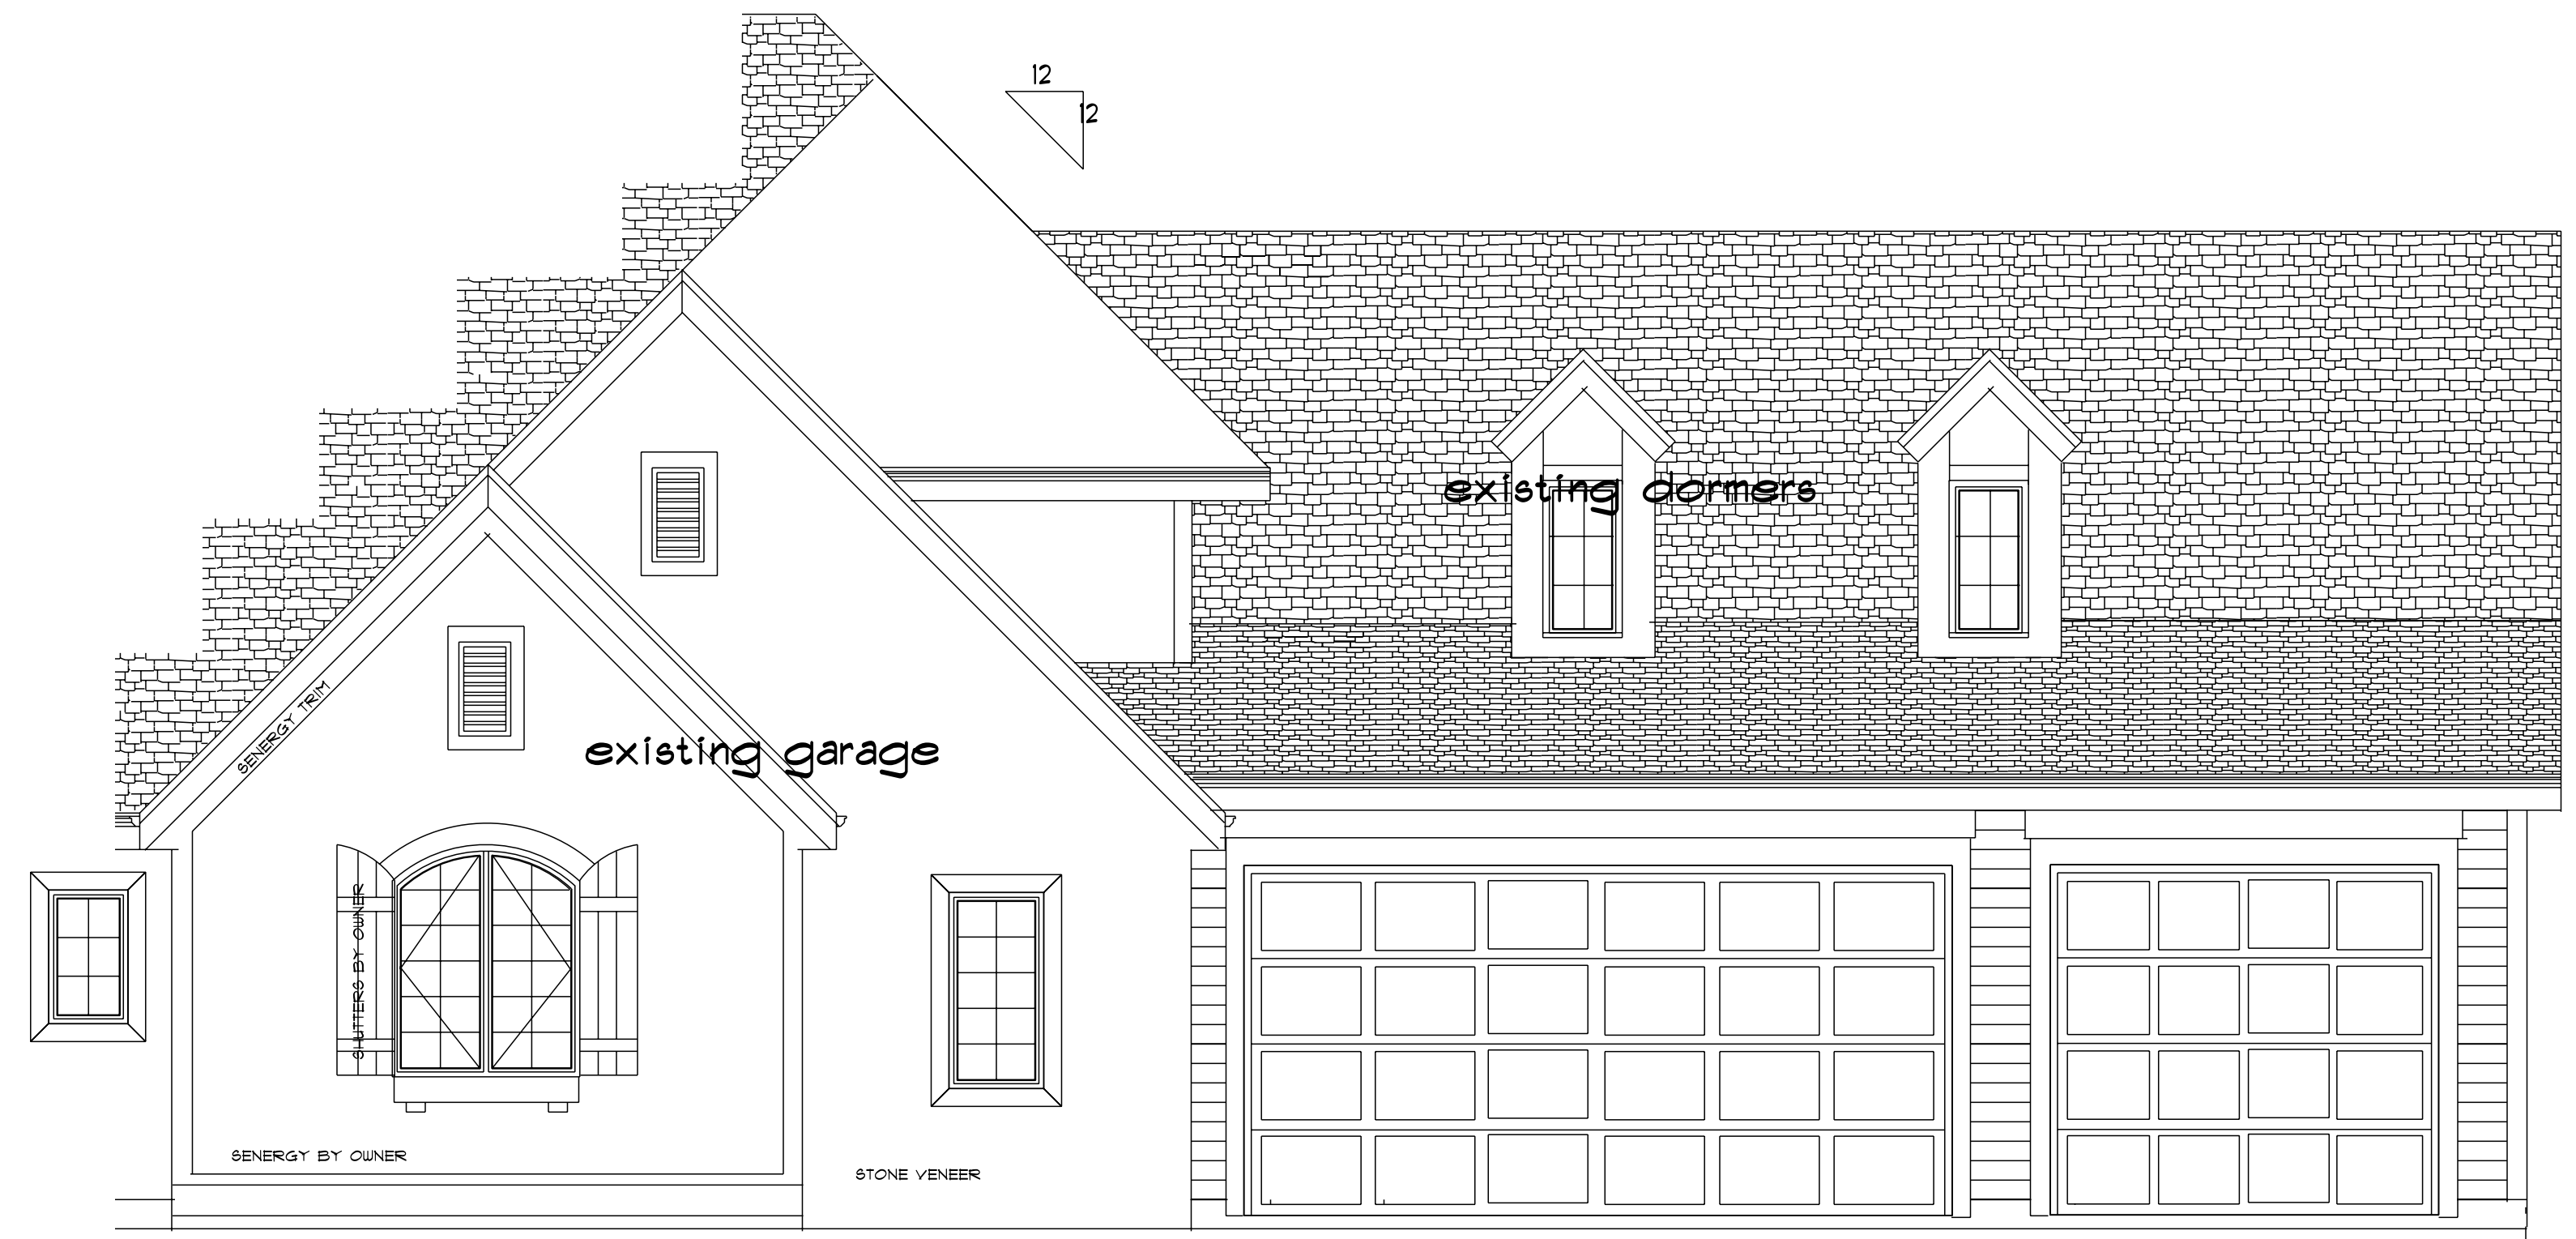 12
12
existing dormers
SENERGY TRIM
existing garage
SHUTTERS BY OWNER
SENERGY BY OWNER
STONE VENEER